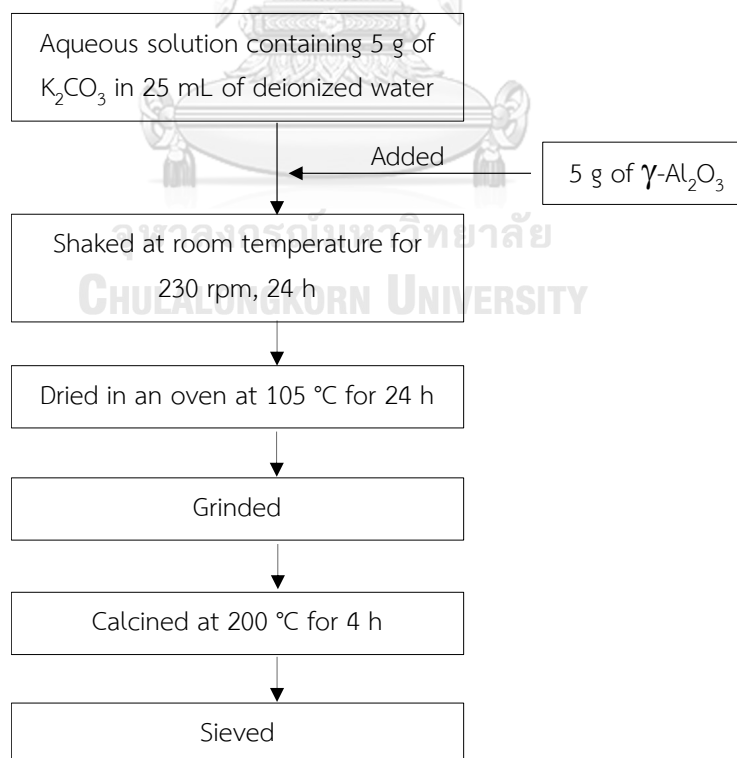 Aqueous solution containing 5 g of
K₂CO₃ in 25 mL of deionized water
Added
5 g of γ-Al₂O₃
จุฬาลงกรณ์มหาวิทยาลัย
CHULALONGKORN UNIVERSITY
Shaked at room temperature for
230 rpm, 24 h
Dried in an oven at 105 °C for 24 h
Grinded
Calcined at 200 °C for 4 h
Sieved